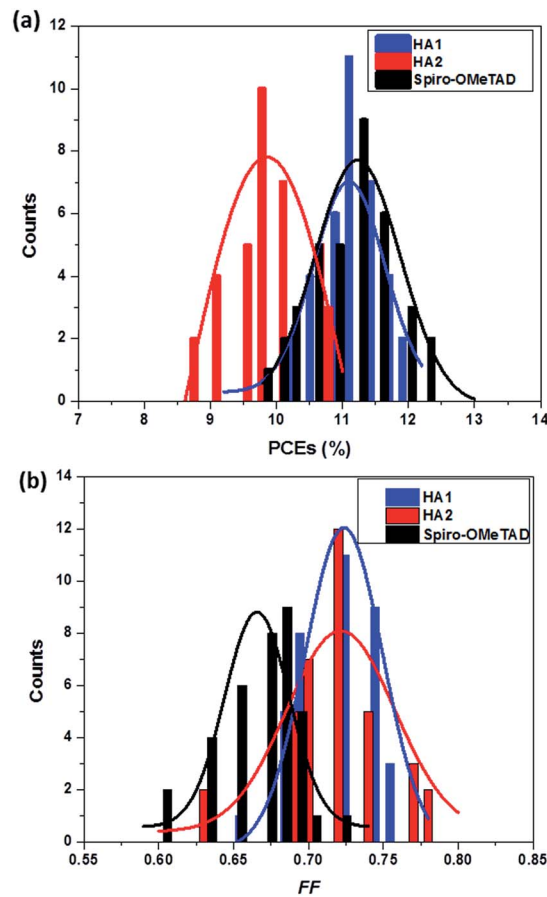 (a)
12
10
8
6
4
2
0
Counts
HA1
HA2
Spiro-OMeTAD
7 8 9 10 11 12 13 14
PCEs (%)
(b)
14
12
10
8
6
4
2
0
Counts
HA1
HA2
Spiro-OMeTAD
0.55 0.60 0.65 0.70 0.75 0.80 0.85
FF